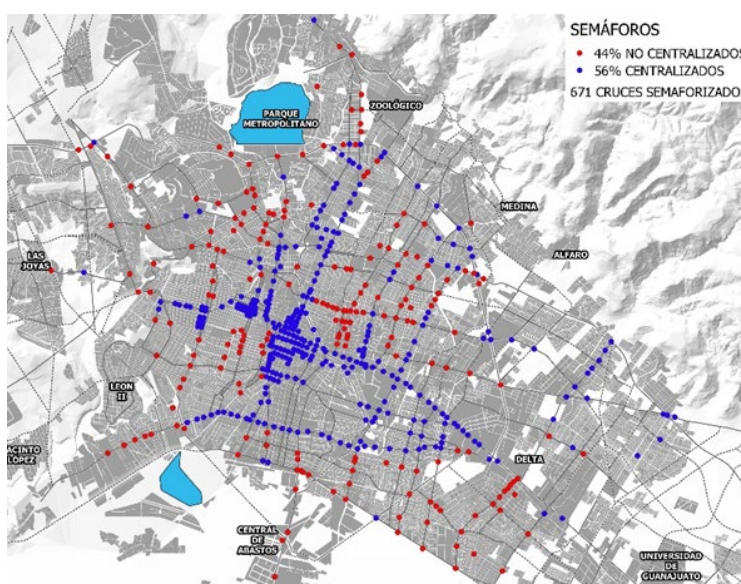 SEMÁFOROS
44% NO CENTRALIZADOS
56% CENTRALIZADOS
671 CRUCES SEMAFORIZADOS
ZOOLÓGICO
PARQUE
METROPOLITANO
MEDINA
ALFARO
LAS
JOYAS
LEON
II
ACINTO
LOPEZ
DELTA
CENTRAL
DE
ABASTOS
UNIVERSIDAD
DE
GUANAJUATO